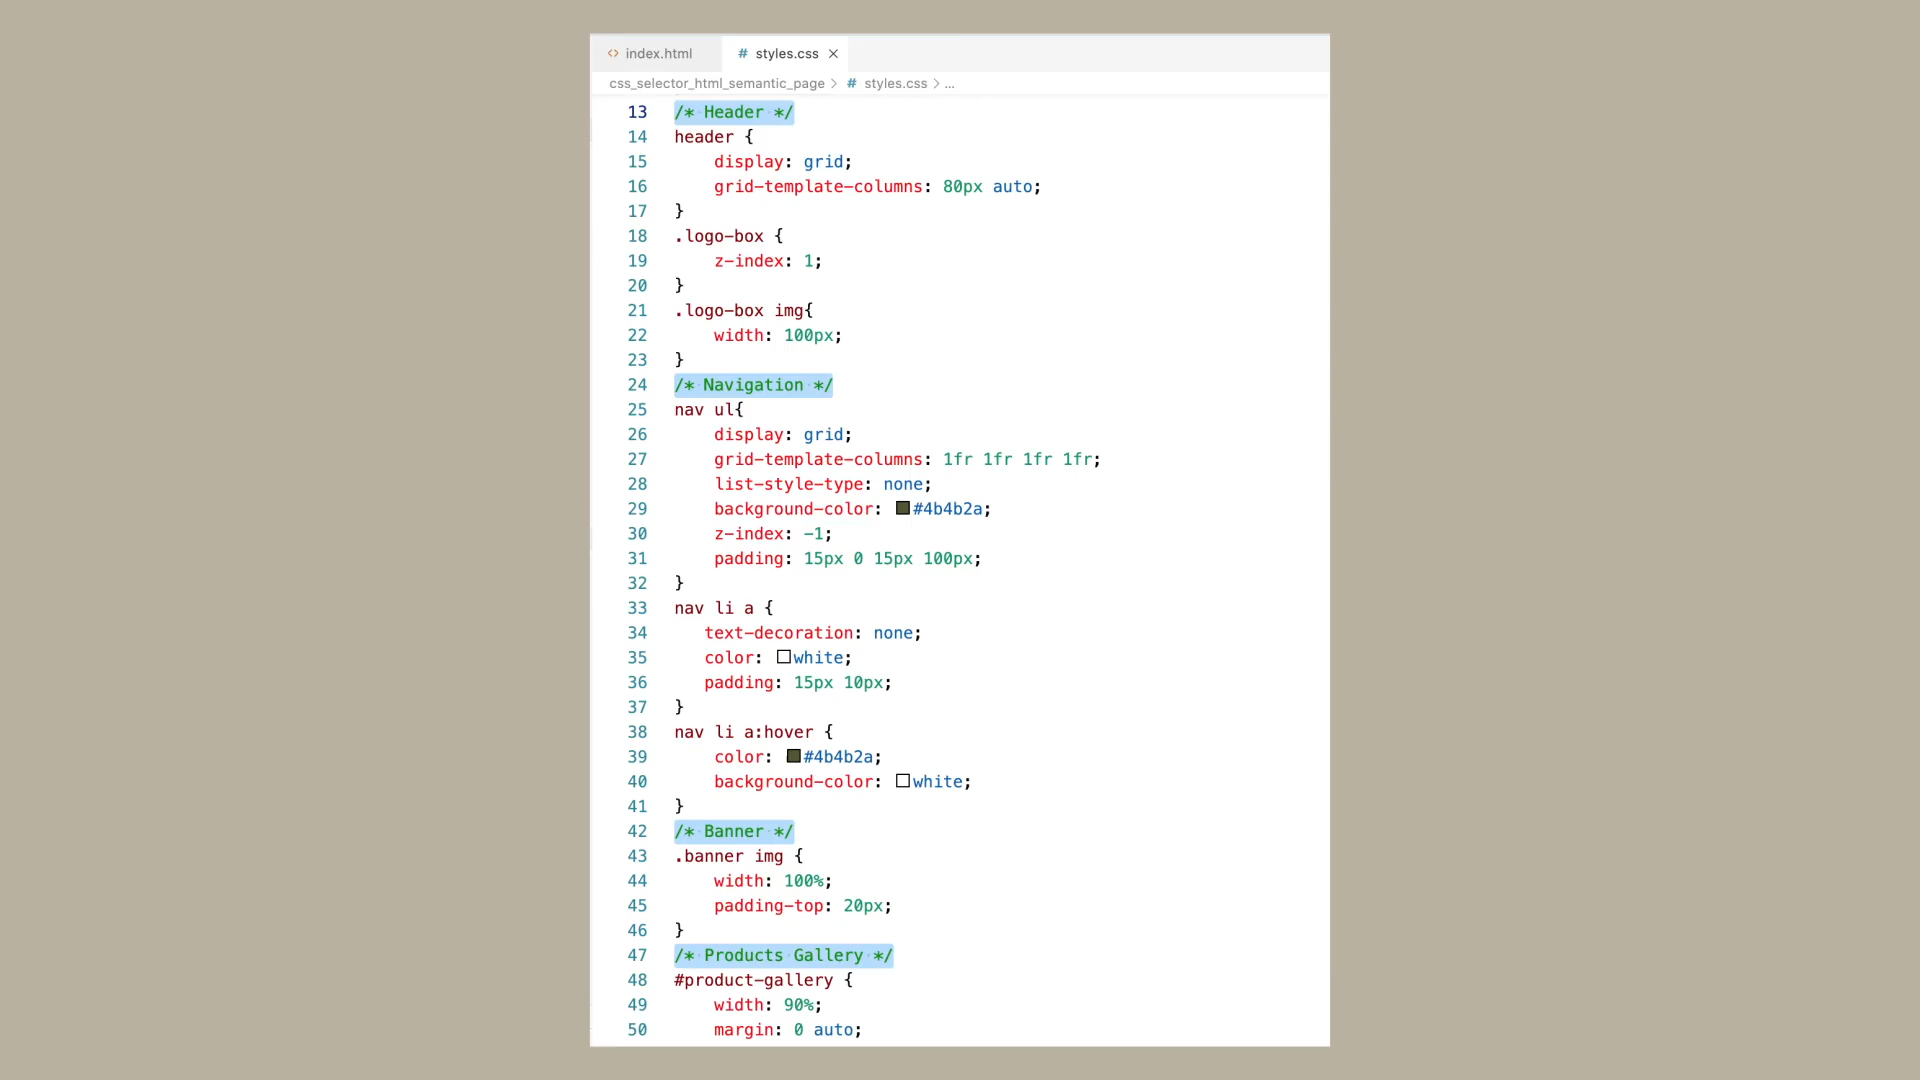 index.html # styles.css
css_selector_html_semantic_page > # styles.css > ...
13 /* Header */
14 header {
15 display: grid;
16 grid-template-columns: 80px auto;
17 }
18 .logo-box {
19 z-index: 1;
20 }
21 .logo-box img{
22 width: 100px;
23 }
24 /* Navigation */
25 nav ul{
26 display: grid;
27 grid-template-columns: 1fr 1fr 1fr 1fr;
28 list-style-type: none;
29 background-color: #4b4b2a;
30 z-index: -1;
31 padding: 15px 0 15px 100px;
32 }
33 nav li a {
34 text-decoration: none;
35 color: white;
36 padding: 15px 10px;
37 }
38 nav li a:hover {
39 color: #4b4b2a;
40 background-color: white;
41 }
42 /* Banner */
43 .banner img {
44 width: 100%;
45 padding-top: 20px;
46 }
47 /* Products Gallery */
48 #product-gallery {
49 width: 90%;
50 margin: 0 auto;